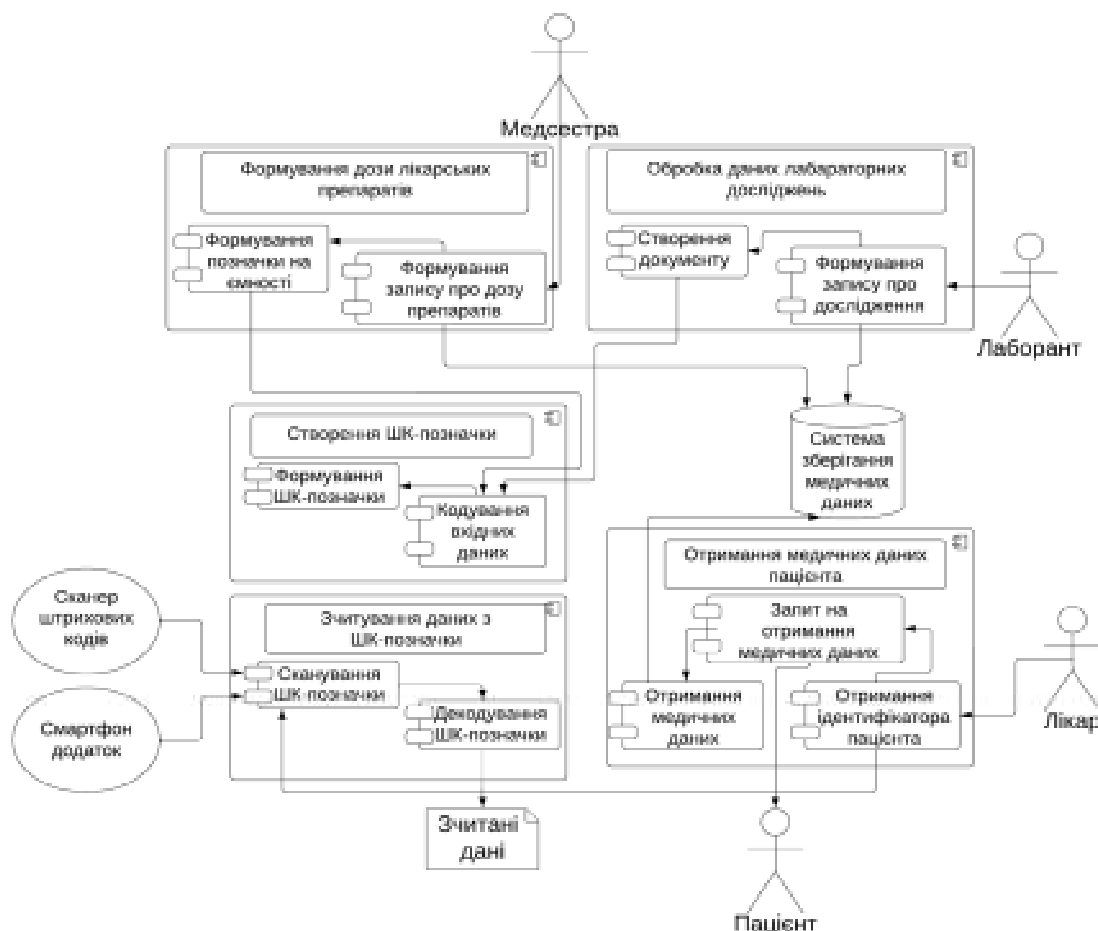 Медсестра
Формування дози лікарських
препаратів
Формування
позначки на
ємності
Формування
запису про дозу
препаратів
Обробка даних лабараторних
досліджень
Створення
документу
Формування
запису про
дослідження
Лаборант
Створення ШК-позначки
Формування
ШК-позначки
Кодування
вхідних
даних
Система
зберігання
медичних
даних
Отримання медичних даних
пацієнта
Запит на
отримання
медичних даних
Отримання
медичних
даних
Отримання
ідентифікатора
пацієнта
Лікар
Сканер
штрихових
кодів
Смартфон
додаток
Зчитування даних з
ШК-позначки
Сканування
ШК-позначки
Декодування
ШК-позначки
Зчитані
дані
Пацієнт